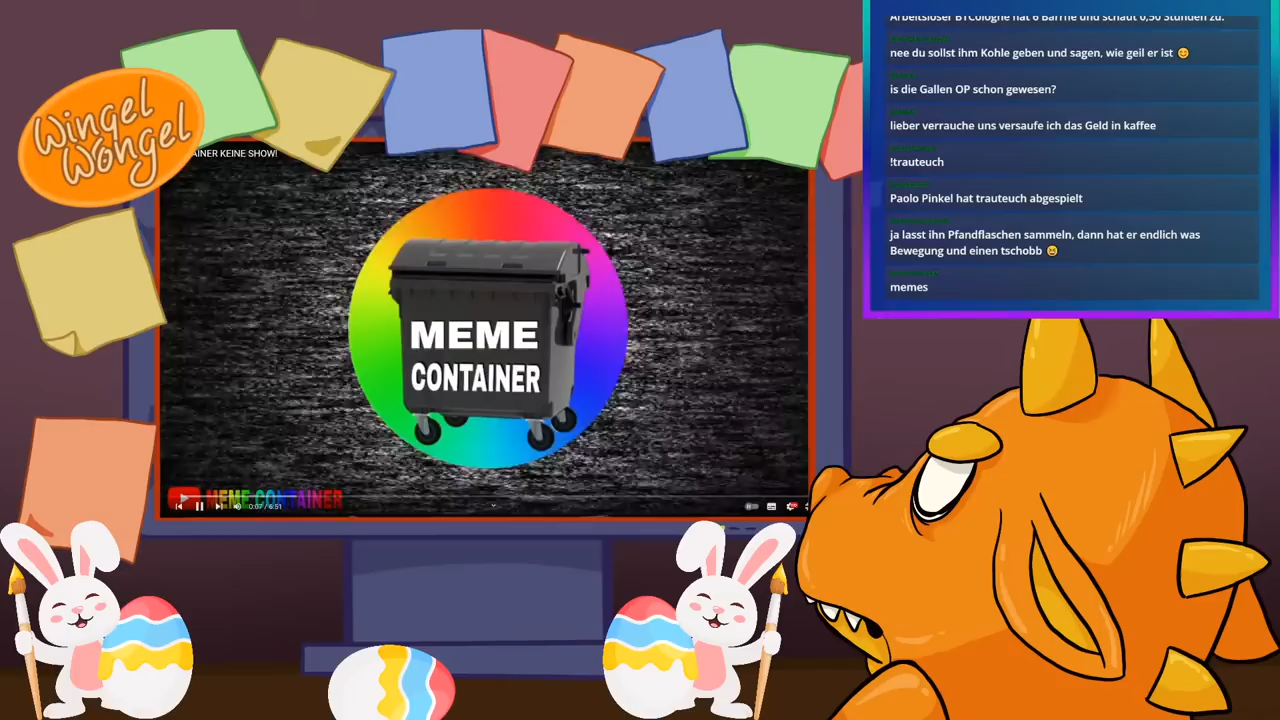 Wingel
Wongel
AINER KEINE SHOW!
MEME
CONTAINER
MEME CONTAINER
0:07 / 6:51
Arbeitsloser BTCologne hat 6 Barrne und schaut 0,50 Stunden zu.
nee du sollst ihm Kohle geben und sagen, wie geil er ist 😊
is die Gallen OP schon gewesen?
lieber verrauche uns versaufe ich das Geld in kaffee
!trauteuch
Paolo Pinkel hat trauteuch abgespielt
ja lasst ihn Pfandflaschen sammeln, dann hat er endlich was
Bewegung und einen tschobb 😆
memes